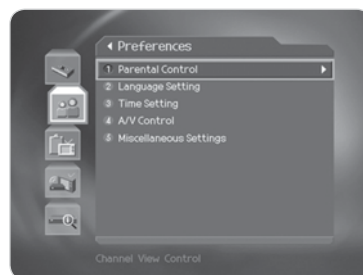 Preferences
1 Parental Control
2 Language Setting
3 Time Setting
4 A/V Control
5 Miscellaneous Settings
Channel View Control